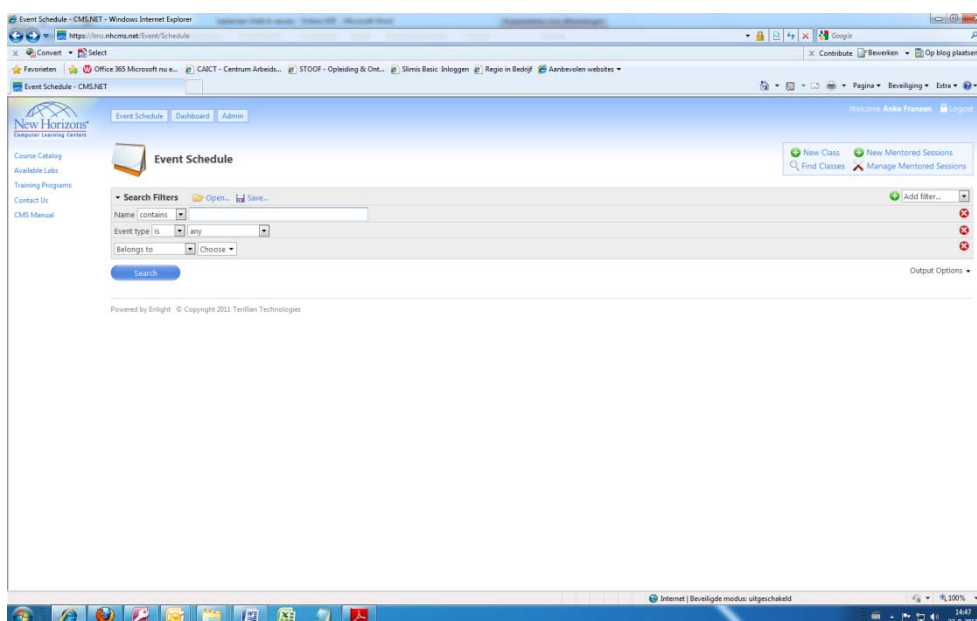 Event Schedule - CMS.NET - Windows Internet Explorer
https://lms.nhcms.net/Event/Schedule
Google
x Convert Select
x Contribute Bewerken Op blog plaatsen
Favorieten Office 365 Microsoft nu e... CAICT - Centrum Arbeids... STOOF - Opleiding & Ont... Slimis Basic Inloggen Regio in Bedrijf Aanbevolen websites
Event Schedule - CMS.NET
Pagina Beveiliging Extra
New Horizons®
Computer Learning Centers
Event Schedule Dashboard Admin
Welcome Anke Fransen Logout
Course Catalog
Available Labs
Training Programs
Contact Us
CMS Manual
Event Schedule
New Class New Mentored Sessions
Find Classes Manage Mentored Sessions
Search Filters Open... Save...
Add filter...
Name contains
Event type is any
Belongs to Choose
Search
Output Options
Powered by Enlight © Copyright 2011 Terillian Technologies
Internet | Beveiligde modus: uitgeschakeld
100%
14:47